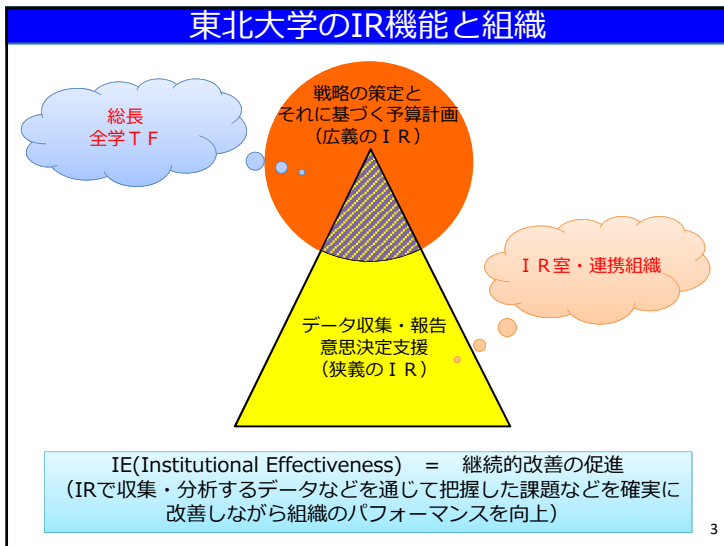 東北大学のIR機能と組織
総長
全学ＴＦ
戦略の策定と
それに基づく予算計画
（広義のＩＲ）
ＩＲ室・連携組織
データ収集・報告
意思決定支援
（狭義のＩＲ）
IE(Institutional Effectiveness)　=　継続的改善の促進
（IRで収集・分析するデータなどを通じて把握した課題などを確実に
改善しながら組織のパフォーマンスを向上）
3